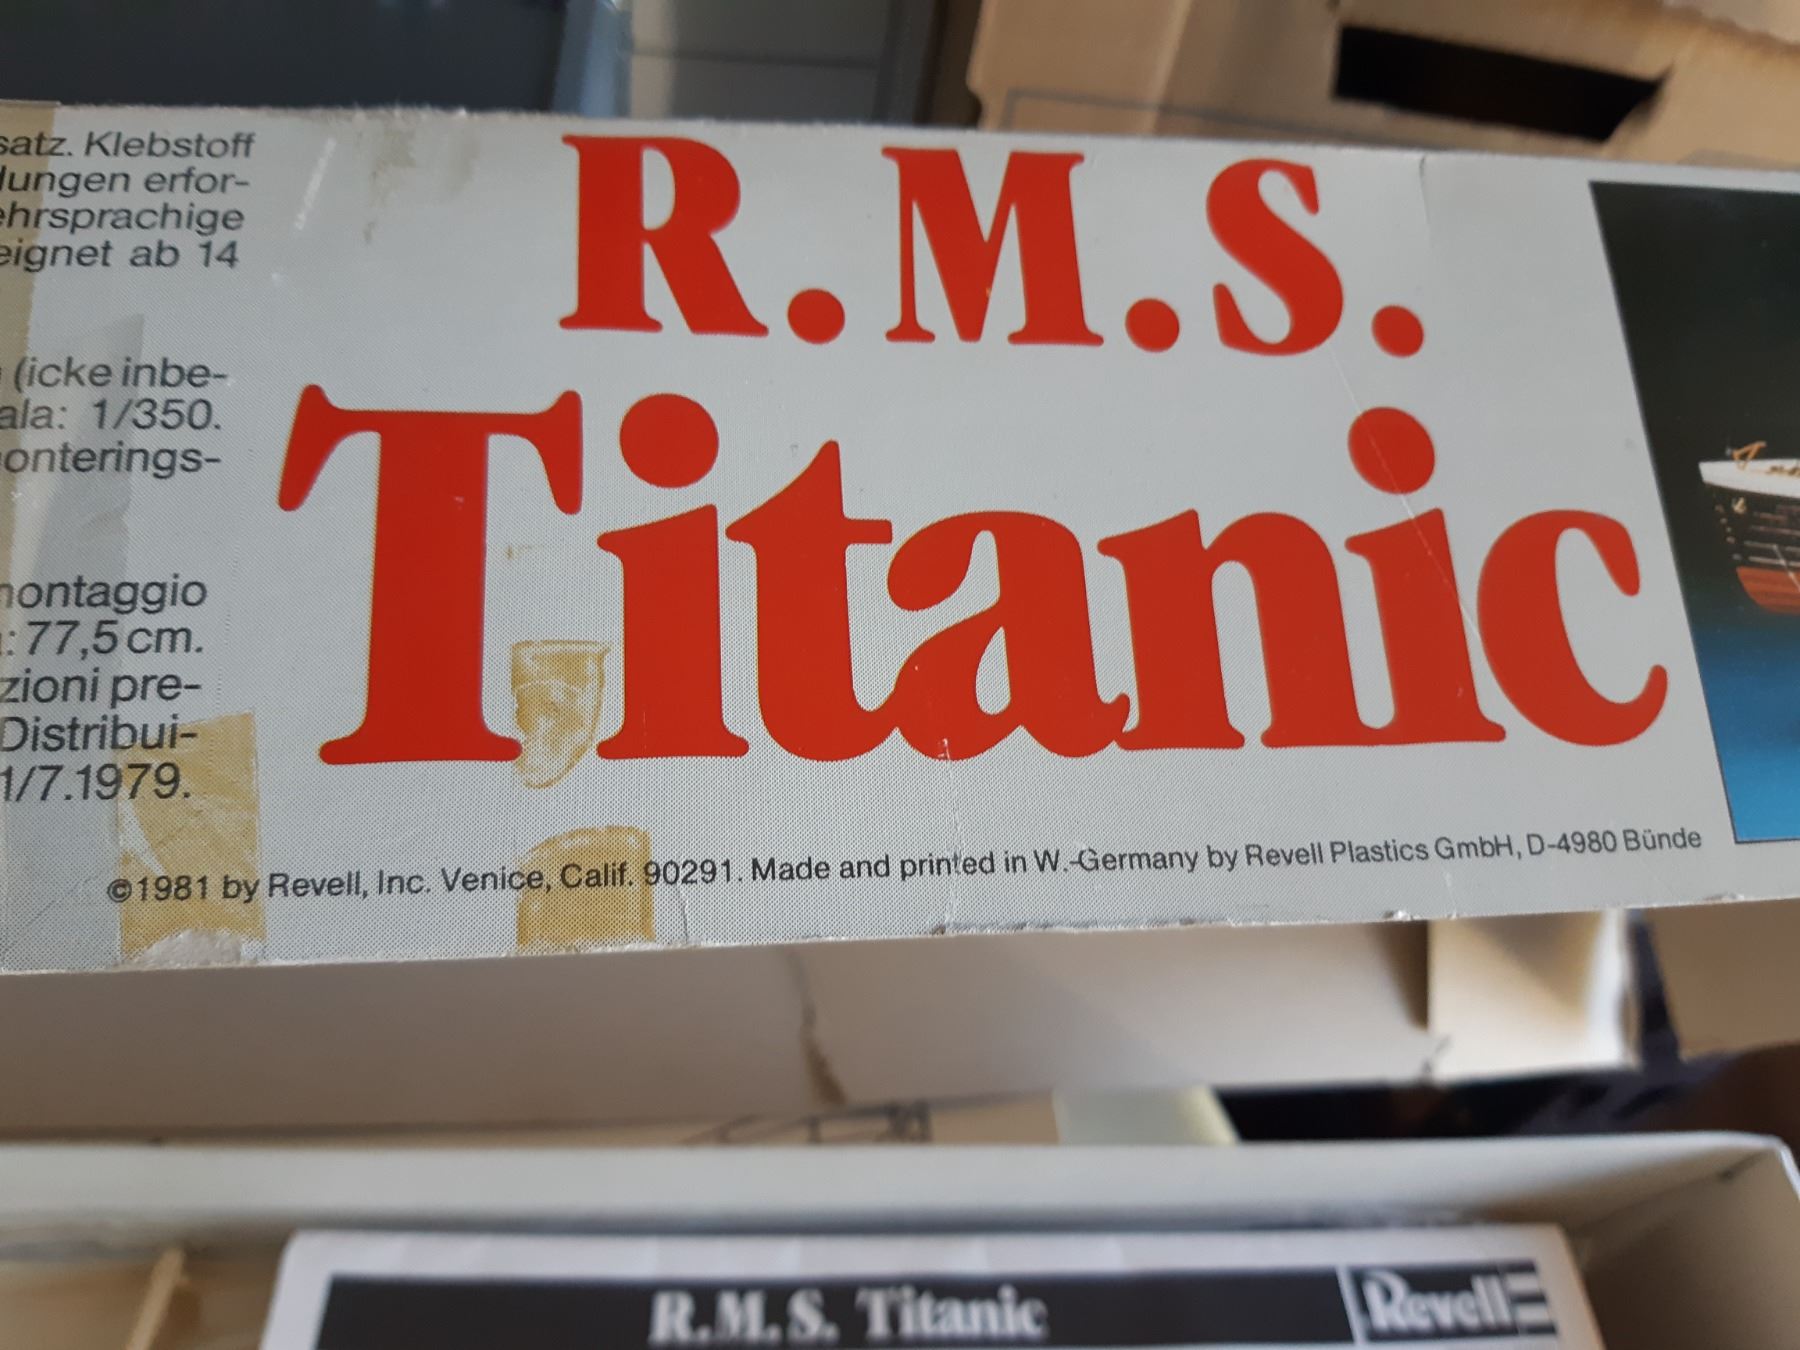 satz. Klebstoff
lungen erfor-
ehrsprachige
eignet ab 14
(icke inbe-
ala: 1/350.
onterings-
montaggio
: 77,5 cm.
zioni pre-
Distribui-
1/7.1979.
R.M.S.
Titanic
©1981 by Revell, Inc. Venice, Calif. 90291. Made and printed in W.-Germany by Revell Plastics GmbH, D-4980 Bünde
R.M.S. Titanic
Revell